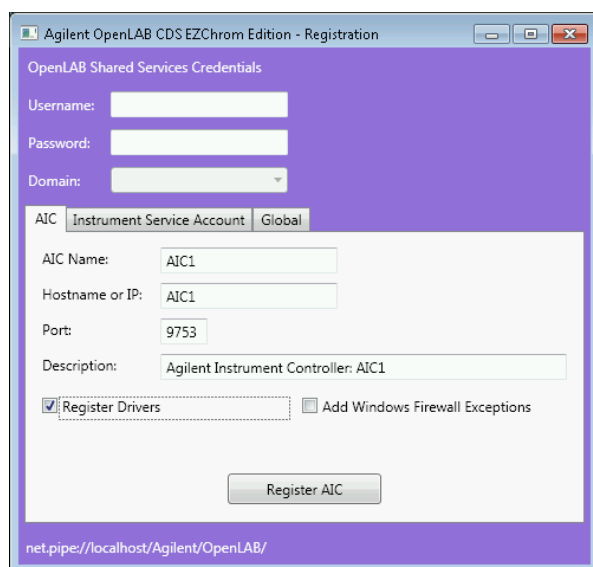 Agilent OpenLAB CDS EZChrom Edition - Registration
OpenLAB Shared Services Credentials
Username:
Password:
Domain:
AIC Instrument Service Account Global
AIC Name: AIC1
Hostname or IP: AIC1
Port: 9753
Description: Agilent Instrument Controller: AIC1
Register Drivers Add Windows Firewall Exceptions
Register AIC
net.pipe://localhost/Agilent/OpenLAB/